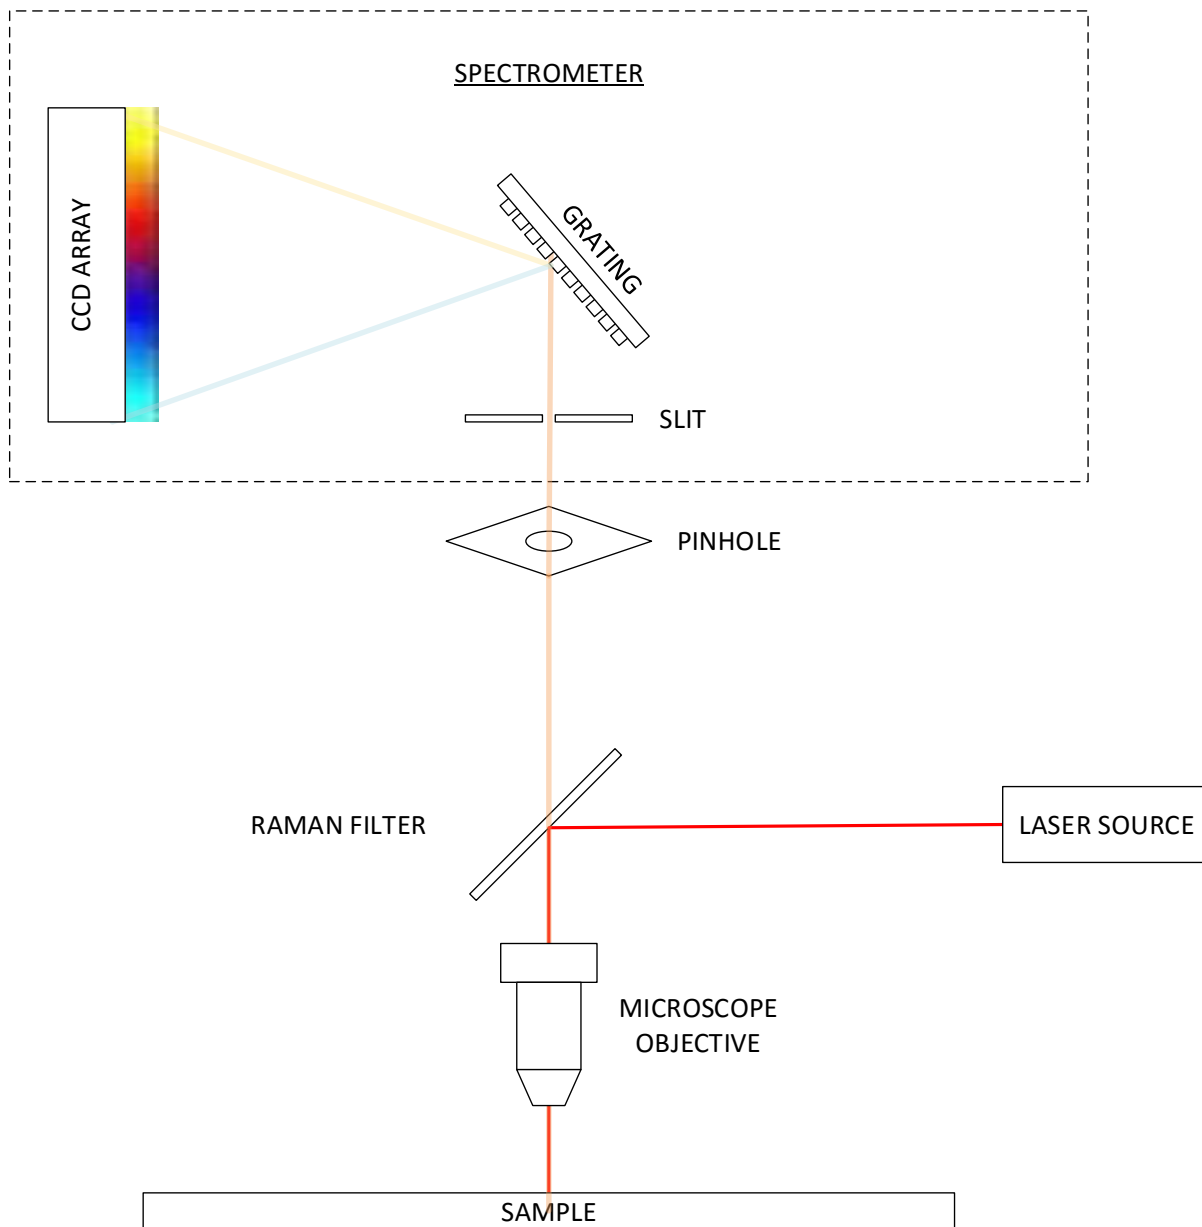 SPECTROMETER
CCD ARRAY
GRATING
SLIT
PINHOLE
RAMAN FILTER
LASER SOURCE
MICROSCOPE
OBJECTIVE
SAMPLE